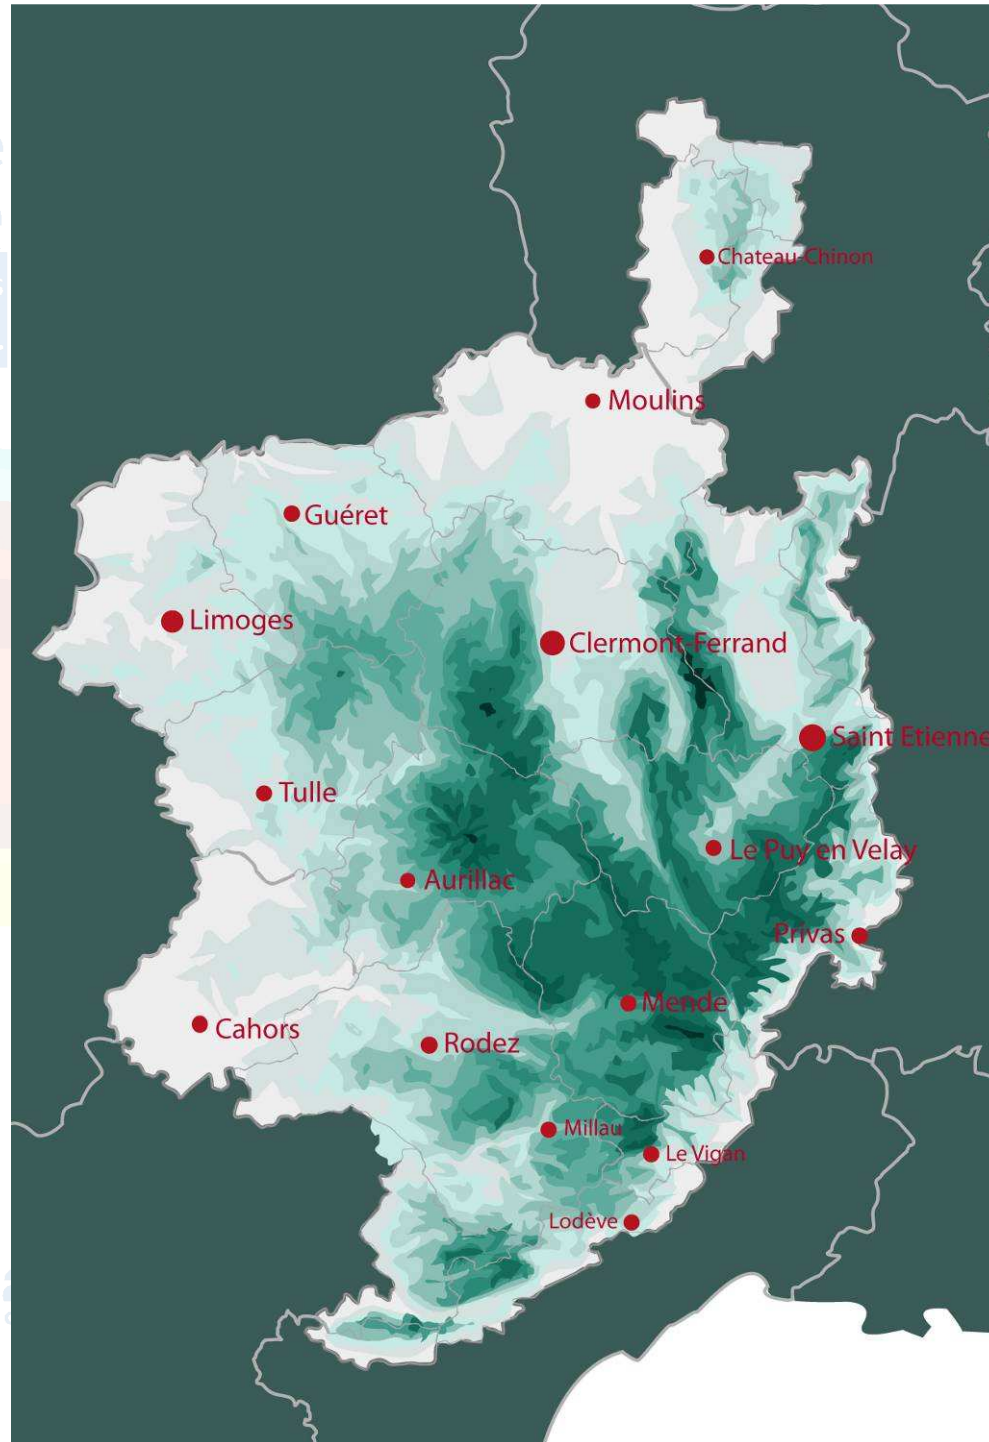 Chateau-Chinon
Moulins
Guéret
Limoges
Clermont-Ferrand
Saint Etienne
Tulle
Le Puy en Velay
Aurillac
Privas
Mende
Cahors
Rodez
Millau
Le Vigan
Lodève